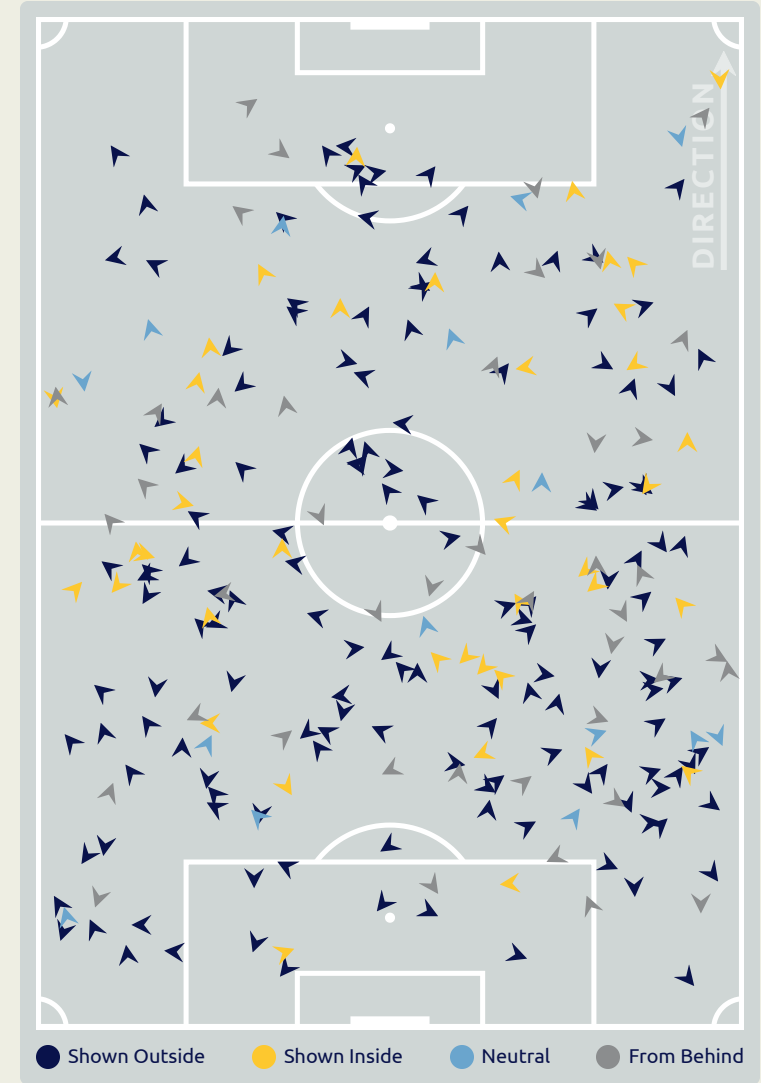 DIRECTION
Shown Outside
Shown Inside
Neutral
From Behind